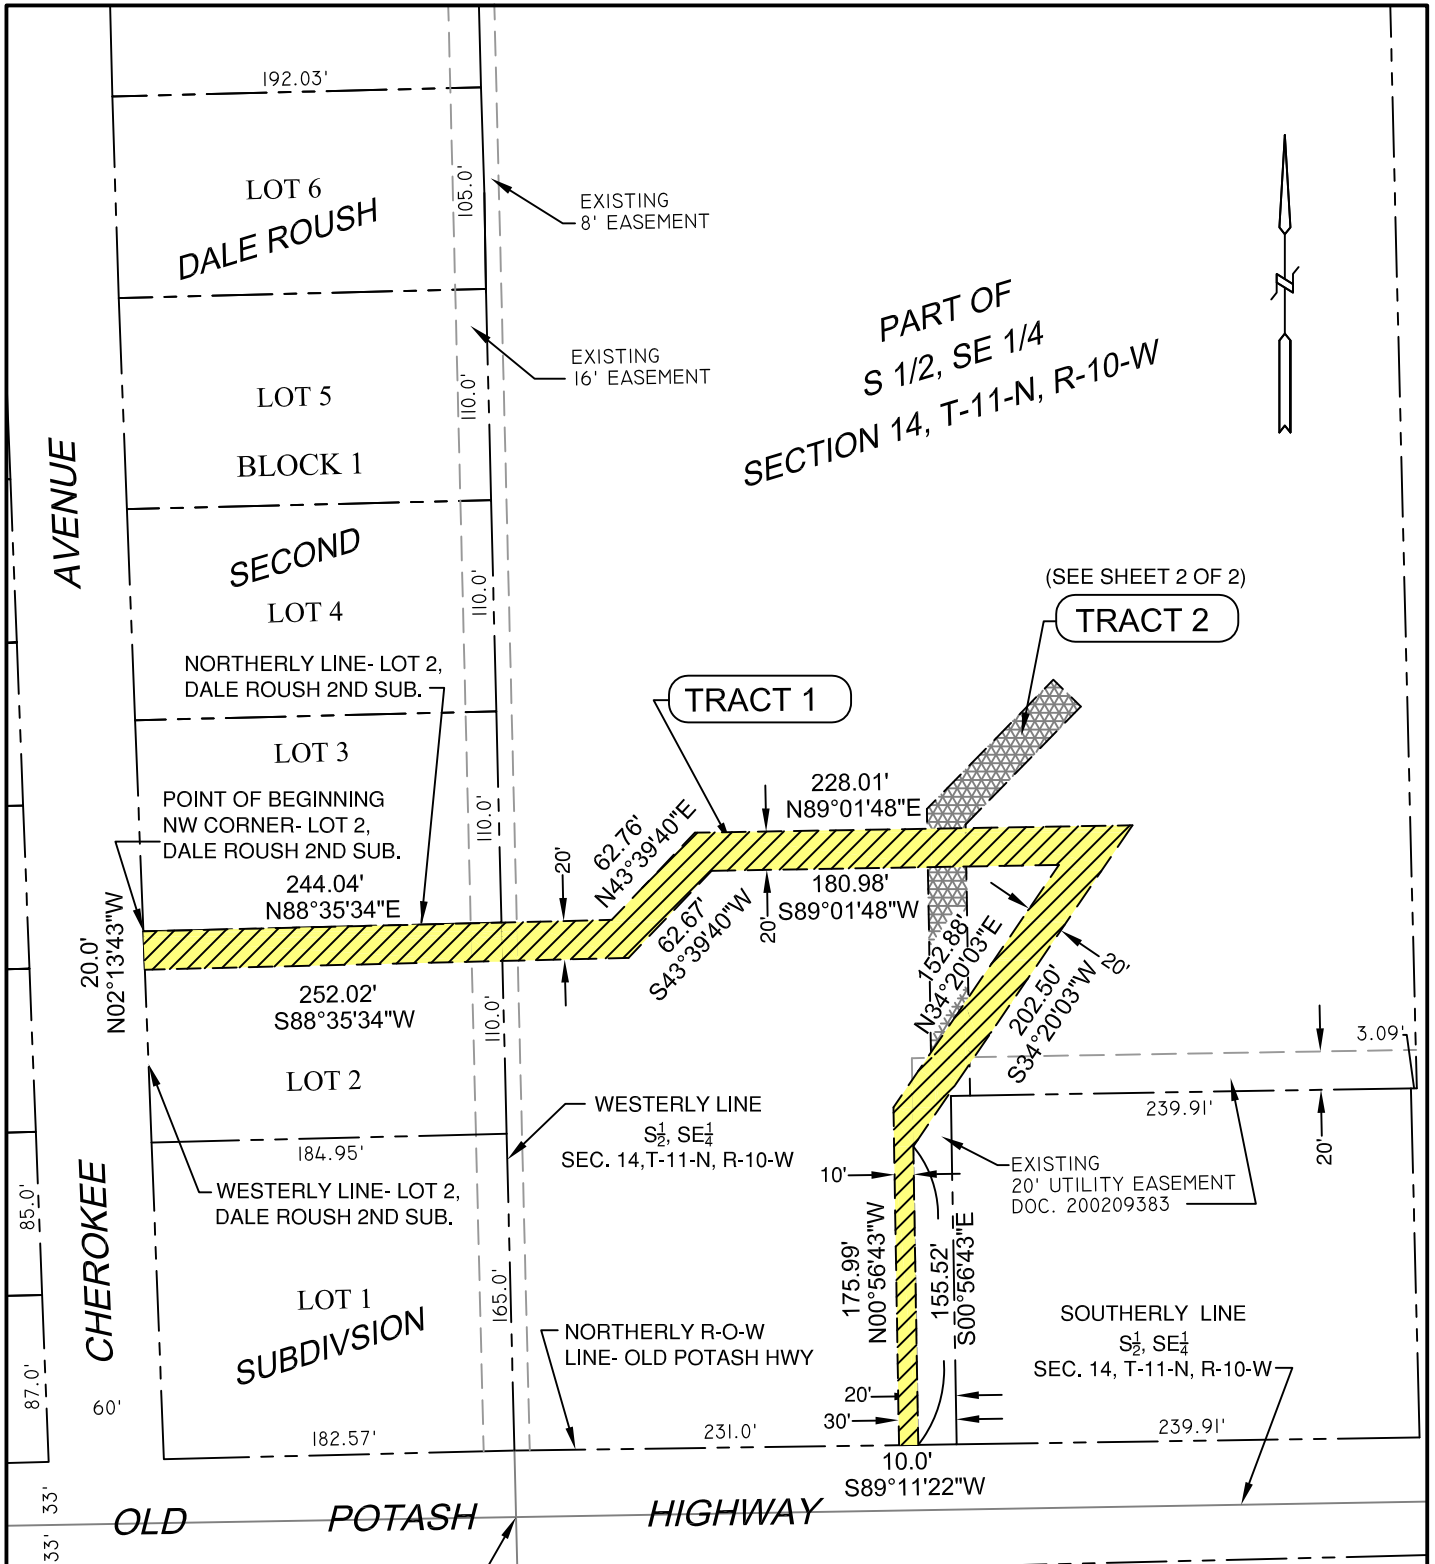 192.03'
LOT 6
DALE ROUSH
105.0'
EXISTING
8' EASEMENT
PART OF
S 1/2, SE 1/4
SECTION 14, T-11-N, R-10-W
EXISTING
16' EASEMENT
LOT 5
110.0'
BLOCK 1
AVENUE
SECOND
LOT 4
110.0'
(SEE SHEET 2 OF 2)
TRACT 2
NORTHERLY LINE- LOT 2,
DALE ROUSH 2ND SUB.
TRACT 1
LOT 3
POINT OF BEGINNING
NW CORNER- LOT 2,
DALE ROUSH 2ND SUB.
110.0'
244.04'
N88°35'34"E
20'
62.76'
N43°39'40"E
228.01'
N89°01'48"E
180.98'
S89°01'48"W
20'
62.67'
S43°39'40"W
20.0'
N02°13'43"W
252.02'
S88°35'34"W
110.0'
152.88'
N34°20'03"E
202.50'
S34°20'03"W
20'
3.09'
LOT 2
WESTERLY LINE
S½, SE¼
SEC. 14,T-11-N, R-10-W
239.91'
20'
184.95'
WESTERLY LINE- LOT 2,
DALE ROUSH 2ND SUB.
10'
EXISTING
20' UTILITY EASEMENT
DOC. 200209383
85.0'
CHEROKEE
175.99'
N00°56'43"W
155.52'
S00°56'43"E
LOT 1
SUBDIVSION
165.0'
NORTHERLY R-O-W
LINE- OLD POTASH HWY
SOUTHERLY LINE
S½, SE¼
SEC. 14, T-11-N, R-10-W
87.0'
60'
20'
30'
182.57'
231.0'
239.91'
10.0'
S89°11'22"W
33'
33'
OLD POTASH HIGHWAY